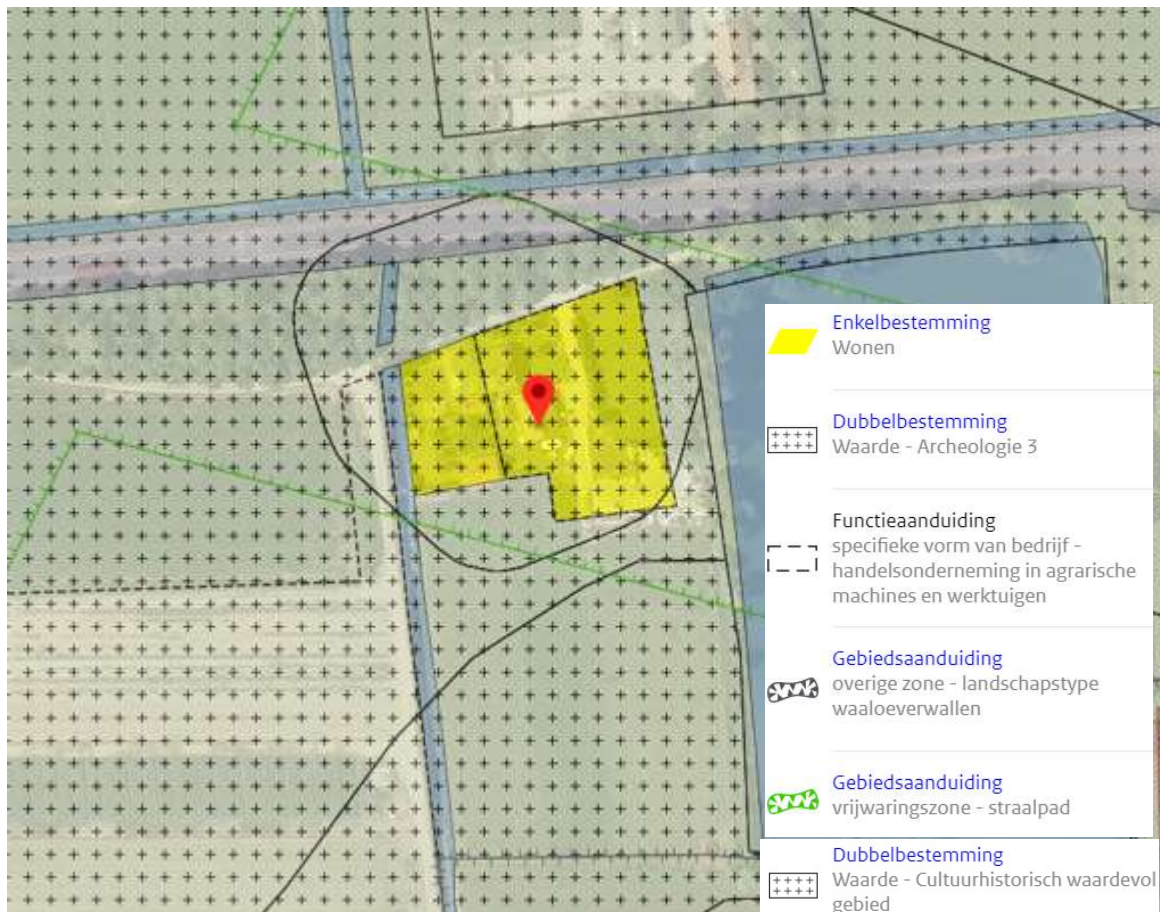 Enkelbestemming
Wonen
Dubbelbestemming
Waarde - Archeologie 3
Functieaanduiding
specifieke vorm van bedrijf -
handelsonderneming in agrarische
machines en werktuigen
Gebiedsaanduiding
overige zone - landschapstype
waaloeverwallen
Gebiedsaanduiding
vrijwaringszone - straalpad
Dubbelbestemming
Waarde - Cultuurhistorisch waardevol
gebied